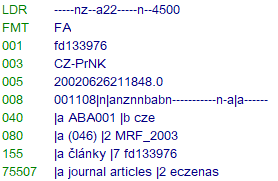 LDR -----nz--a22-----n--4500
FMT FA
001 fd133976
003 CZ-PrNK
005 20020626211848.0
008 001108|n|anznnbabn-----------n-a|a------
040 |a ABA001 |b cze
080 |a (046) |2 MRF_2003
155 |a články |7 fd133976
75507 |a journal articles |2 eczenas